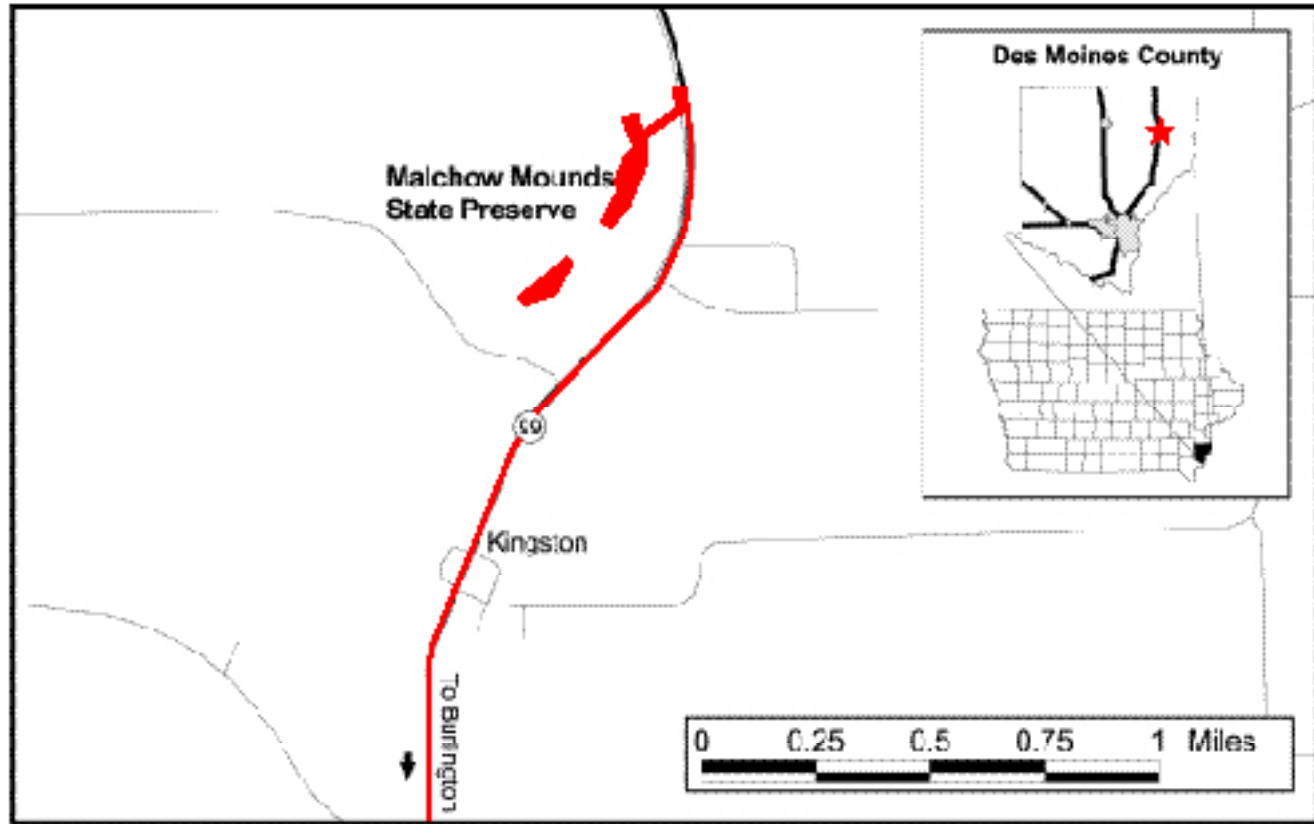 Des Moines County
Malchow Mounds
State Preserve
99
Kingston
To Burlington
0 0.25 0.5 0.75 1 Miles